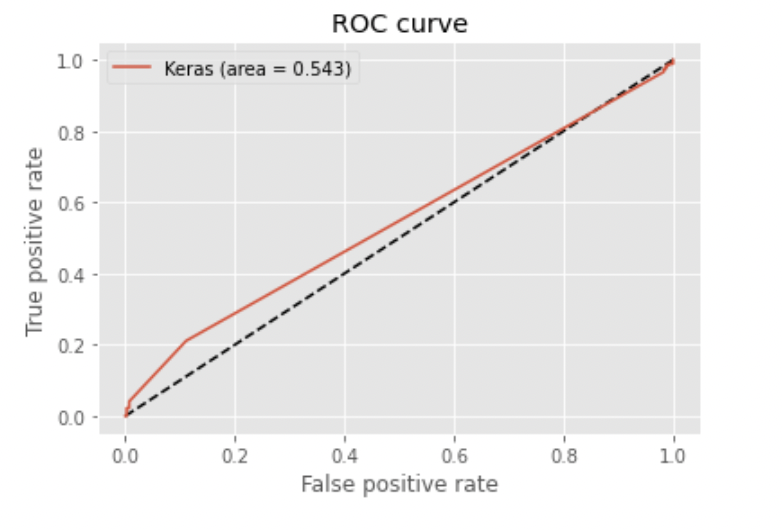 ROC curve
Keras (area = 0.543)
True positive rate
1.0
0.8
0.6
0.4
0.2
0.0
0.0 0.2 0.4 0.6 0.8 1.0
False positive rate